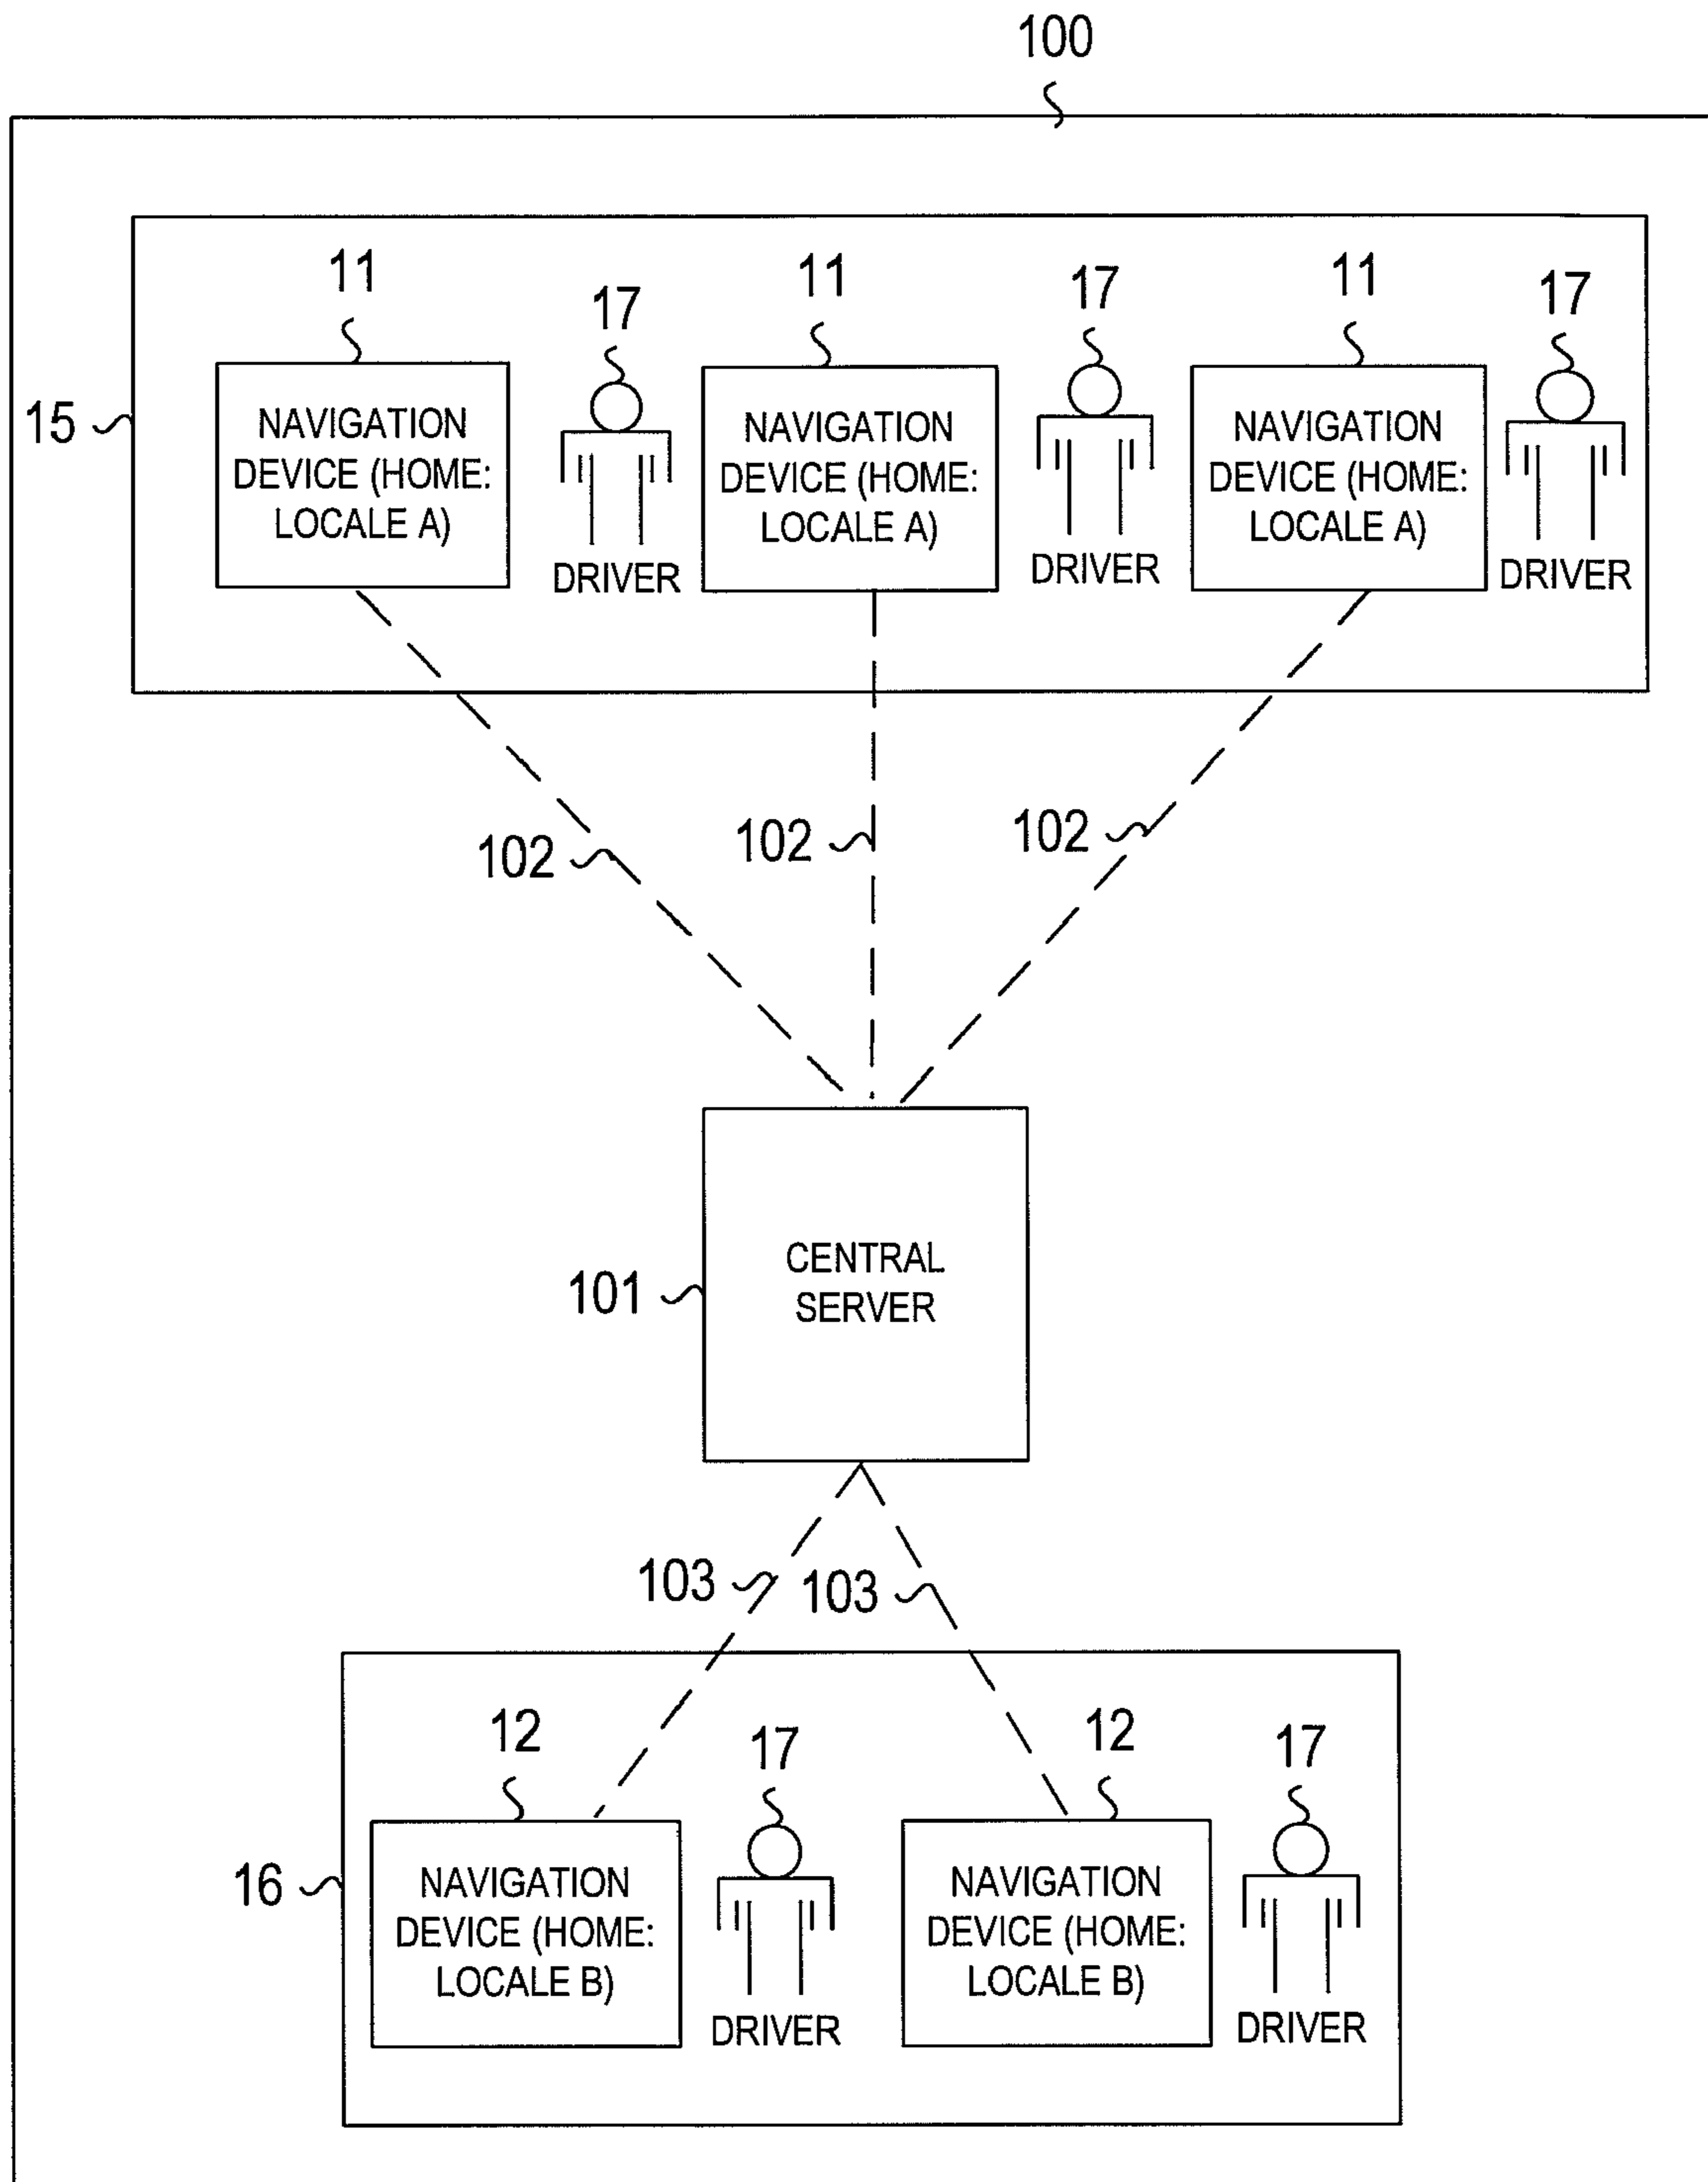 100
11
17
11
17
11
17
15
NAVIGATION
DEVICE (HOME:
LOCALE A)
DRIVER
NAVIGATION
DEVICE (HOME:
LOCALE A)
DRIVER
NAVIGATION
DEVICE (HOME:
LOCALE A)
DRIVER
102
102
102
101
CENTRAL
SERVER
103
103
12
17
12
17
16
NAVIGATION
DEVICE (HOME:
LOCALE B)
DRIVER
NAVIGATION
DEVICE (HOME:
LOCALE B)
DRIVER